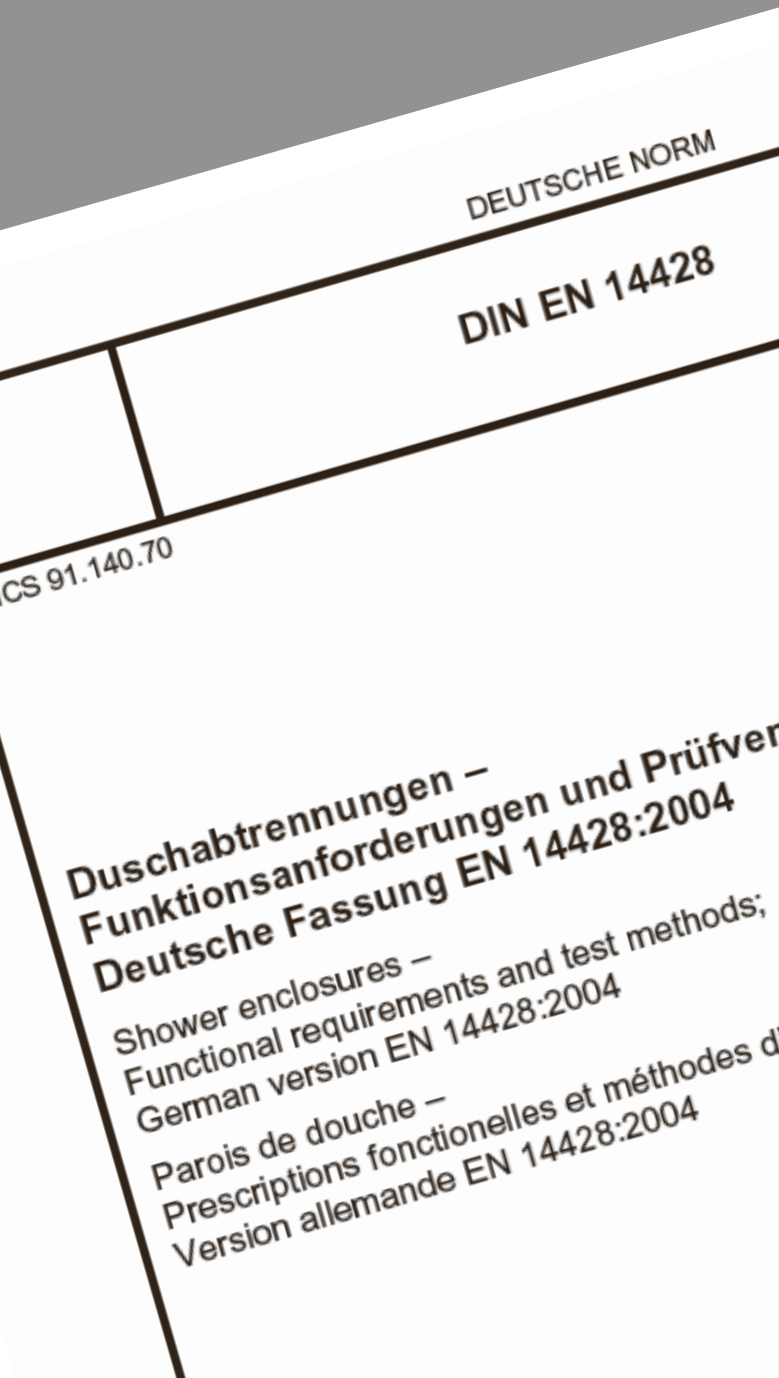 DEUTSCHE NORM
DIN EN 14428
ICS 91.140.70
Duschabtrennungen –
Funktionsanforderungen und
Deutsche Fassung EN 14428:2004
Shower enclosures –
Functional requirements and test methods;
German version EN 14428:2004
Parois de douche –
Prescriptions fonctionelles et méthodes
Version allemande EN 14428:2004